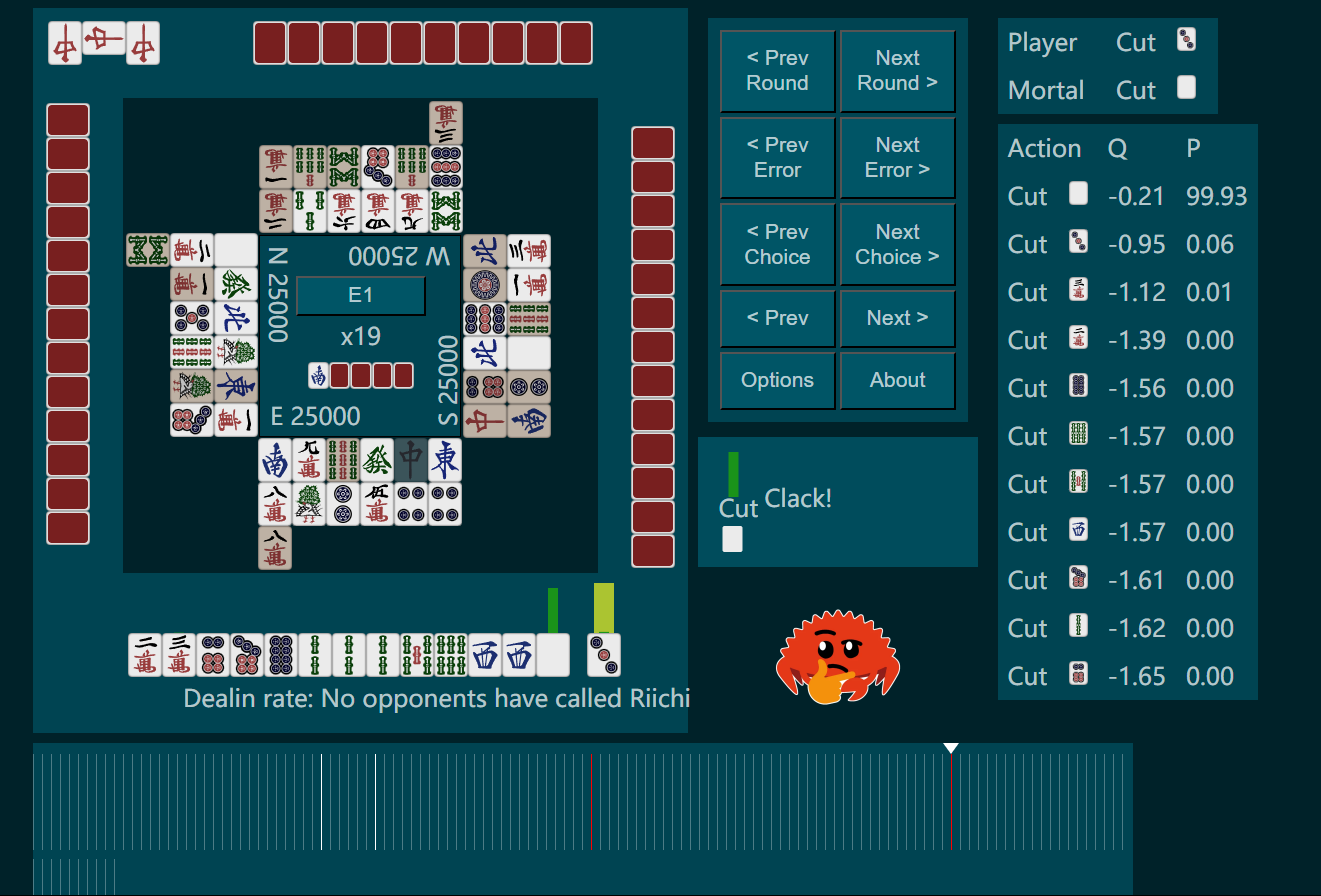 < Prev Round
Next Round >
< Prev Error
Next Error >
< Prev Choice
Next Choice >
< Prev
Next >
Options
About
Player Cut
Mortal Cut
Action Q P
Cut -0.21 99.93
Cut -0.95 0.06
Cut -1.12 0.01
Cut -1.39 0.00
Cut -1.56 0.00
Cut -1.57 0.00
Cut -1.57 0.00
Cut -1.57 0.00
Cut -1.61 0.00
Cut -1.62 0.00
Cut -1.65 0.00
W 25000
N 25000
E1
x19
S 25000
E 25000
Cut
Clack!
Dealin rate: No opponents have called Riichi